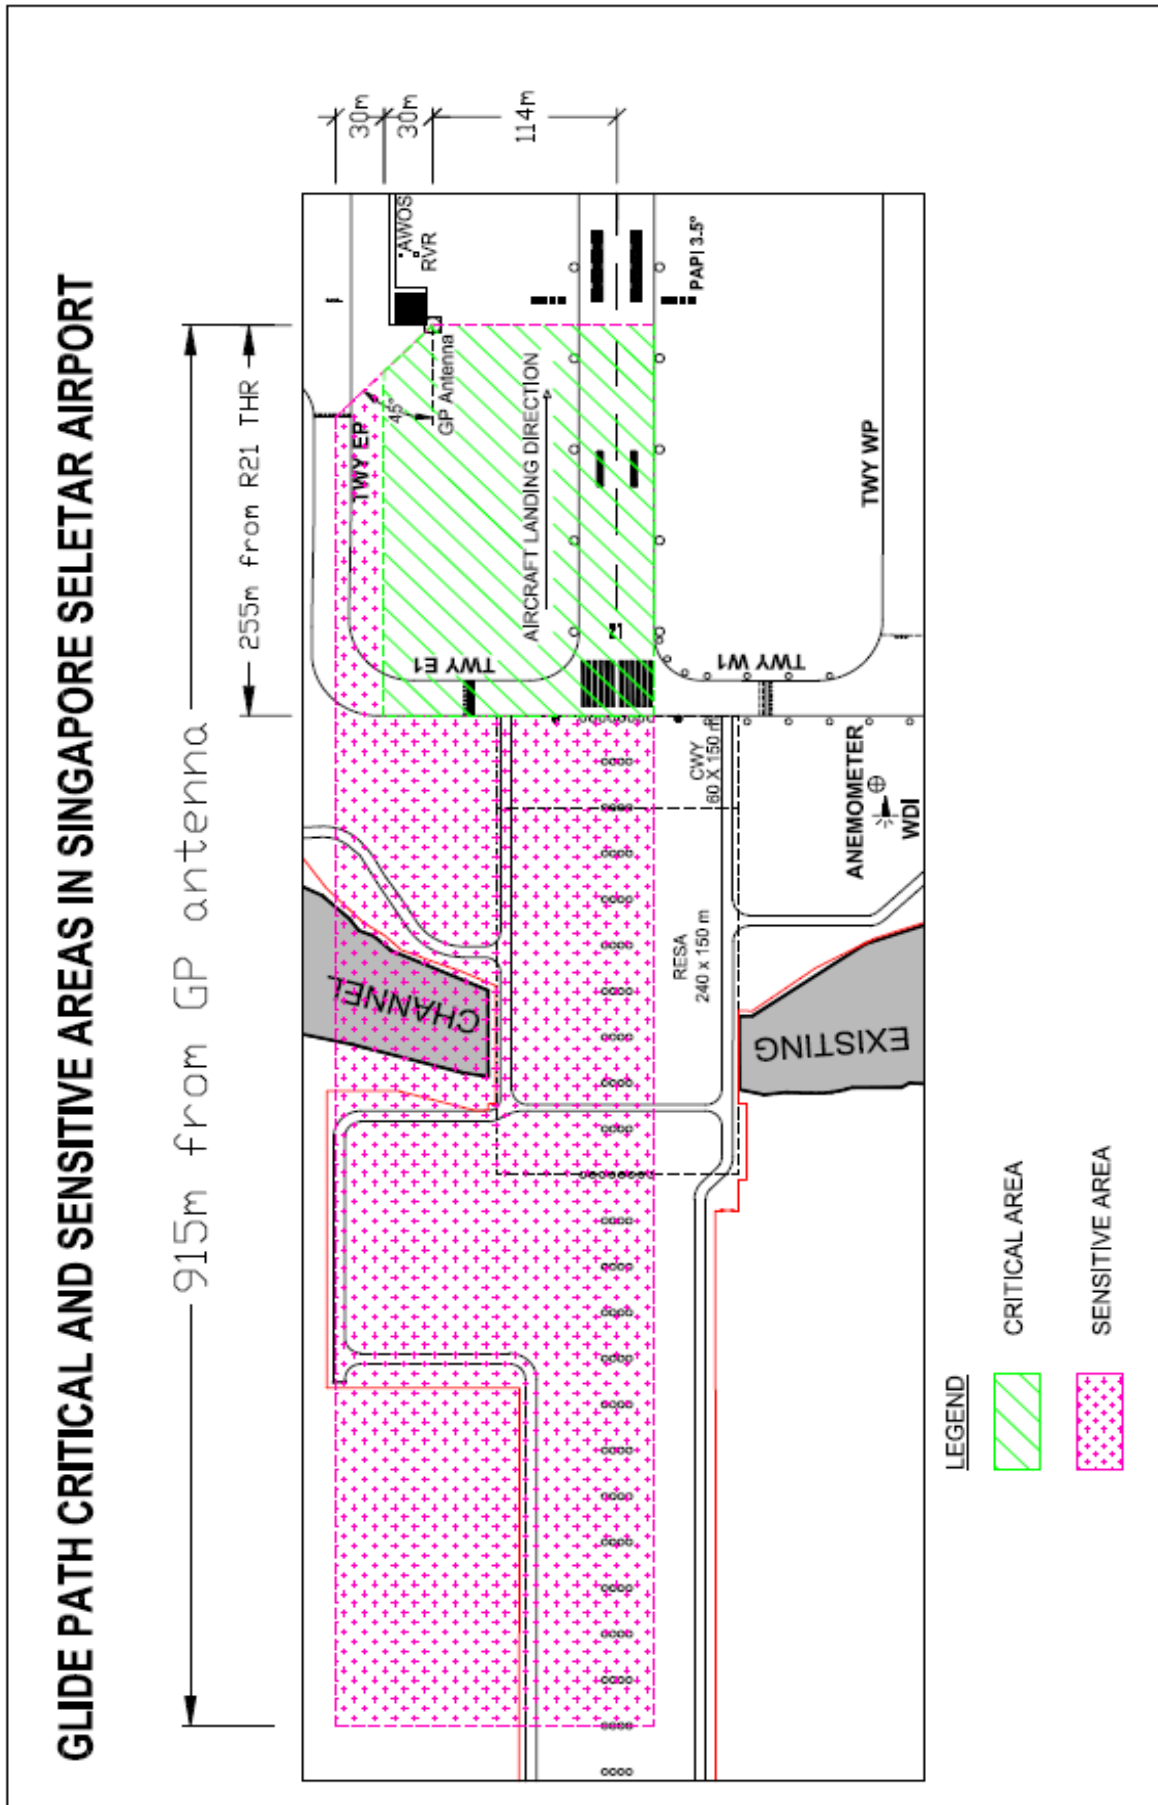 GLIDE PATH CRITICAL AND SENSITIVE AREAS IN SINGAPORE SELETAR AIRPORT
915m from GP antenna
255m from R21 THR
30m
30m
114m
AWOS
RVR
GP Antenna
45°
TWY EP
AIRCRAFT LANDING DIRECTION
PAPI 3.5°
TWY E1
21
TWY W1
TWY WP
CWY
60 X 150 m
RESA
240 x 150 m
ANEMOMETER
WDI
CHANNEL
EXISTING
LEGEND
CRITICAL AREA
SENSITIVE AREA